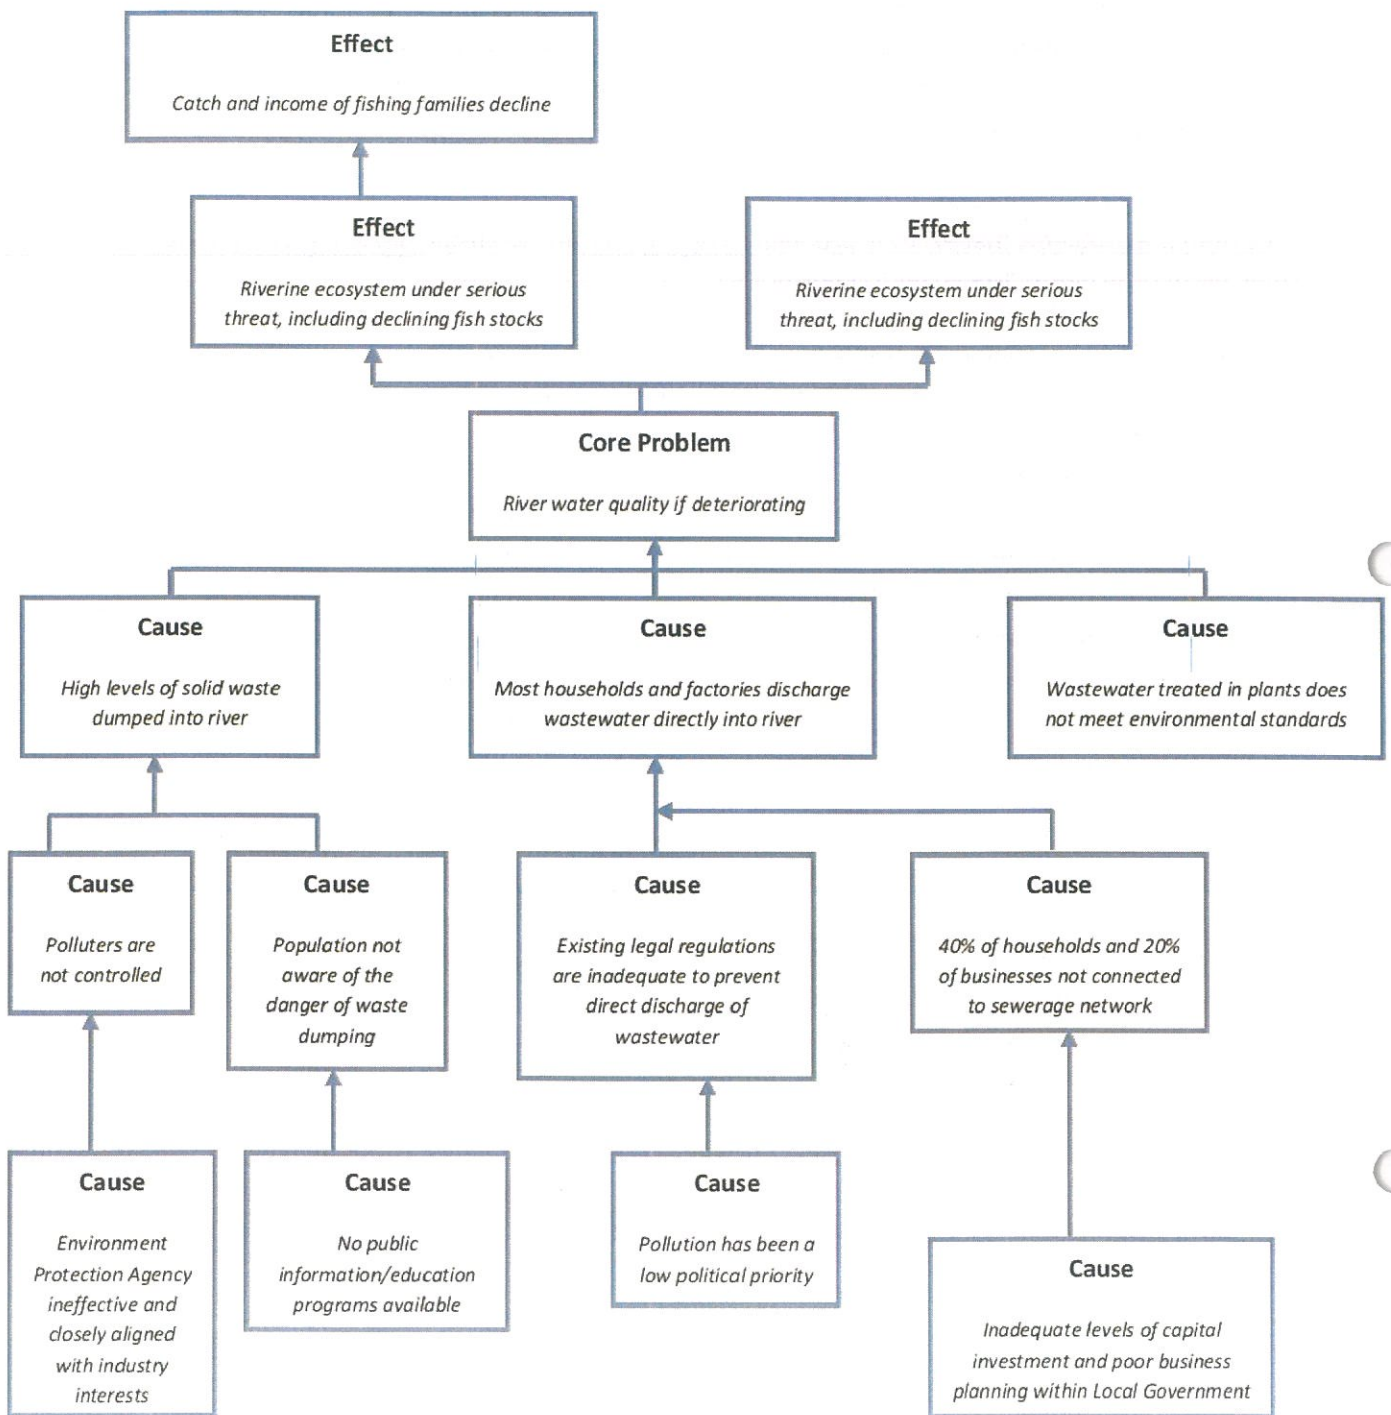 Effect
Catch and income of fishing families decline
Effect
Riverine ecosystem under serious
threat, including declining fish stocks
Effect
Riverine ecosystem under serious
threat, including declining fish stocks
Core Problem
River water quality if deteriorating
Cause
High levels of solid waste
dumped into river
Cause
Most households and factories discharge
wastewater directly into river
Cause
Wastewater treated in plants does
not meet environmental standards
Cause
Polluters are
not controlled
Cause
Population not
aware of the
danger of waste
dumping
Cause
Existing legal regulations
are inadequate to prevent
direct discharge of
wastewater
Cause
40% of households and 20%
of businesses not connected
to sewerage network
Cause
Environment
Protection Agency
ineffective and
closely aligned
with industry
interests
Cause
No public
information/education
programs available
Cause
Pollution has been a
low political priority
Cause
Inadequate levels of capital
investment and poor business
planning within Local Government